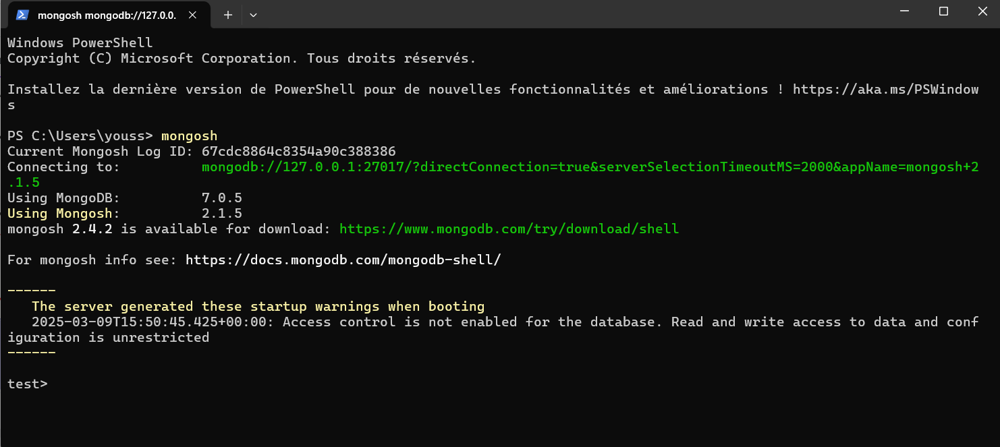 mongosh mongodb://127.0.0.
Windows PowerShell
Copyright (C) Microsoft Corporation. Tous droits réservés.
Installez la dernière version de PowerShell pour de nouvelles fonctionnalités et améliorations ! https://aka.ms/PSWindow
s
PS C:\Users\youss> mongosh
Current Mongosh Log ID: 67cdc8864c8354a90c388386
Connecting to:          mongodb://127.0.0.1:27017/?directConnection=true&serverSelectionTimeoutMS=2000&appName=mongosh+2
.1.5
Using MongoDB:          7.0.5
Using Mongosh:          2.1.5
mongosh 2.4.2 is available for download: https://www.mongodb.com/try/download/shell
For mongosh info see: https://docs.mongodb.com/mongodb-shell/
------
   The server generated these startup warnings when booting
   2025-03-09T15:50:45.425+00:00: Access control is not enabled for the database. Read and write access to data and conf
iguration is unrestricted
------
test>